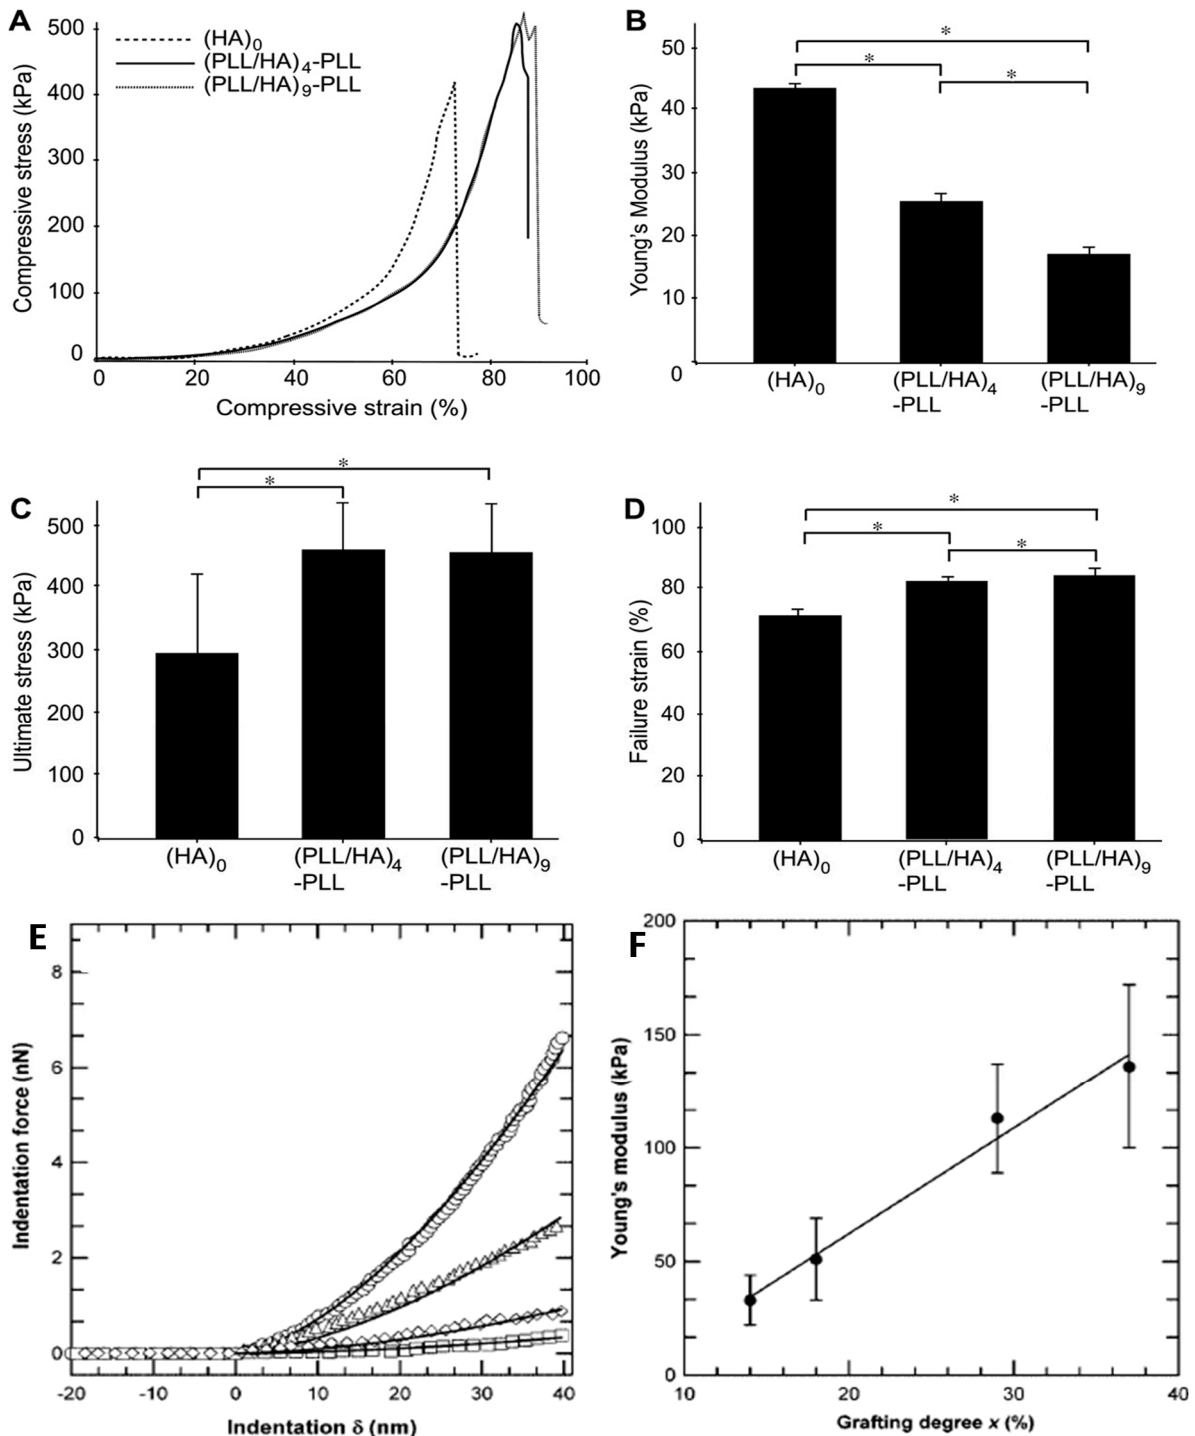 A
Compressive stress (kPa)
500
400
300
200
100
0
(HA)0
(PLL/HA)4-PLL
(PLL/HA)9-PLL
0 20 40 60 80 100
Compressive strain (%)
B
Young's Modulus (kPa)
50
40
30
20
10
0
*
*
*
(HA)0 (PLL/HA)4 (PLL/HA)9
-PLL -PLL
C
Ultimate stress (kPa)
500
400
300
200
100
0
*
*
(HA)0 (PLL/HA)4 (PLL/HA)9
-PLL -PLL
D
Failure strain (%)
100
80
60
40
20
0
*
*
*
(HA)0 (PLL/HA)4 (PLL/HA)9
-PLL -PLL
E
Indentation force (nN)
8
6
4
2
0
-20 -10 0 10 20 30 40
Indentation δ (nm)
F
Young's modulus (kPa)
200
150
100
50
0
10 20 30 40
Grafting degree x (%)